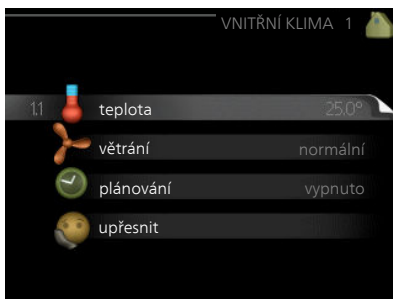 VNITŘNÍ KLIMA 1
1.1 teplota 25.0°
větrání normální
plánování vypnuto
upřesnit